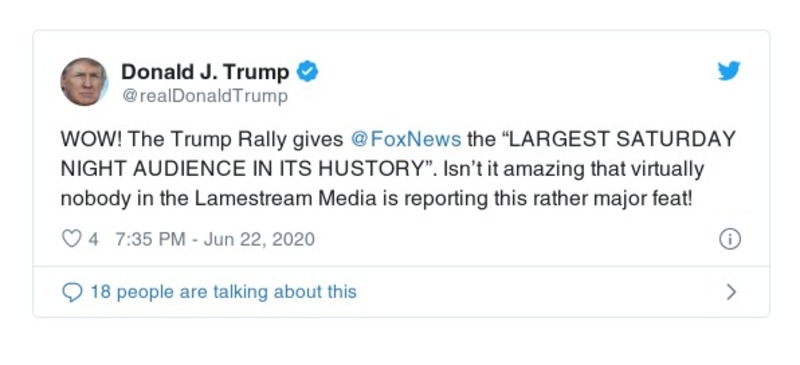 Donald J. Trump
@realDonaldTrump
WOW! The Trump Rally gives @FoxNews the “LARGEST SATURDAY
NIGHT AUDIENCE IN ITS HUSTORY”. Isn’t it amazing that virtually
nobody in the Lamestream Media is reporting this rather major feat!
4 7:35 PM - Jun 22, 2020
18 people are talking about this